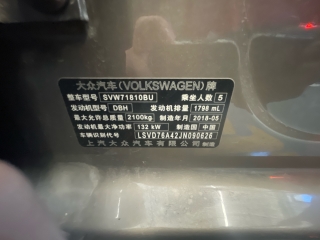 大众汽车(VOLKSWAGEN)牌
整车型号 SVW71810BU 乘坐人数 5
发动机型号 DBH 发动机排量 1798 mL
最大允许总质量 2100kg 制造年月 2018-05
发动机最大净功率 132 kW 制造国 中国
车辆识别代号 LSVD76A42JN090626
上汽大众汽车有限公司 制造